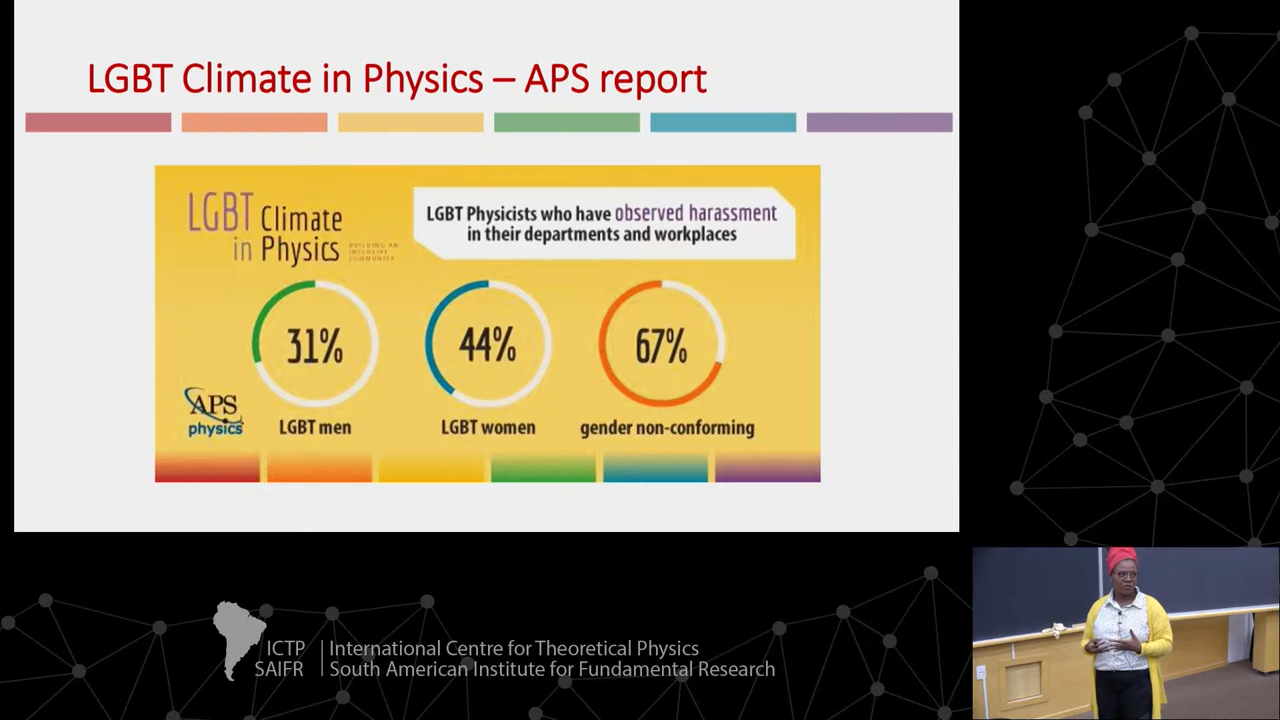 LGBT Climate in Physics – APS report
LGBT Climate
in Physics
BUILDING AN
INCLUSIVE
COMMUNITY
LGBT Physicists who have observed harassment
in their departments and workplaces
31%
44%
67%
LGBT men
LGBT women
gender non-conforming
APS
physics
ICTP
SAIFR
International Centre for Theoretical Physics
South American Institute for Fundamental Research